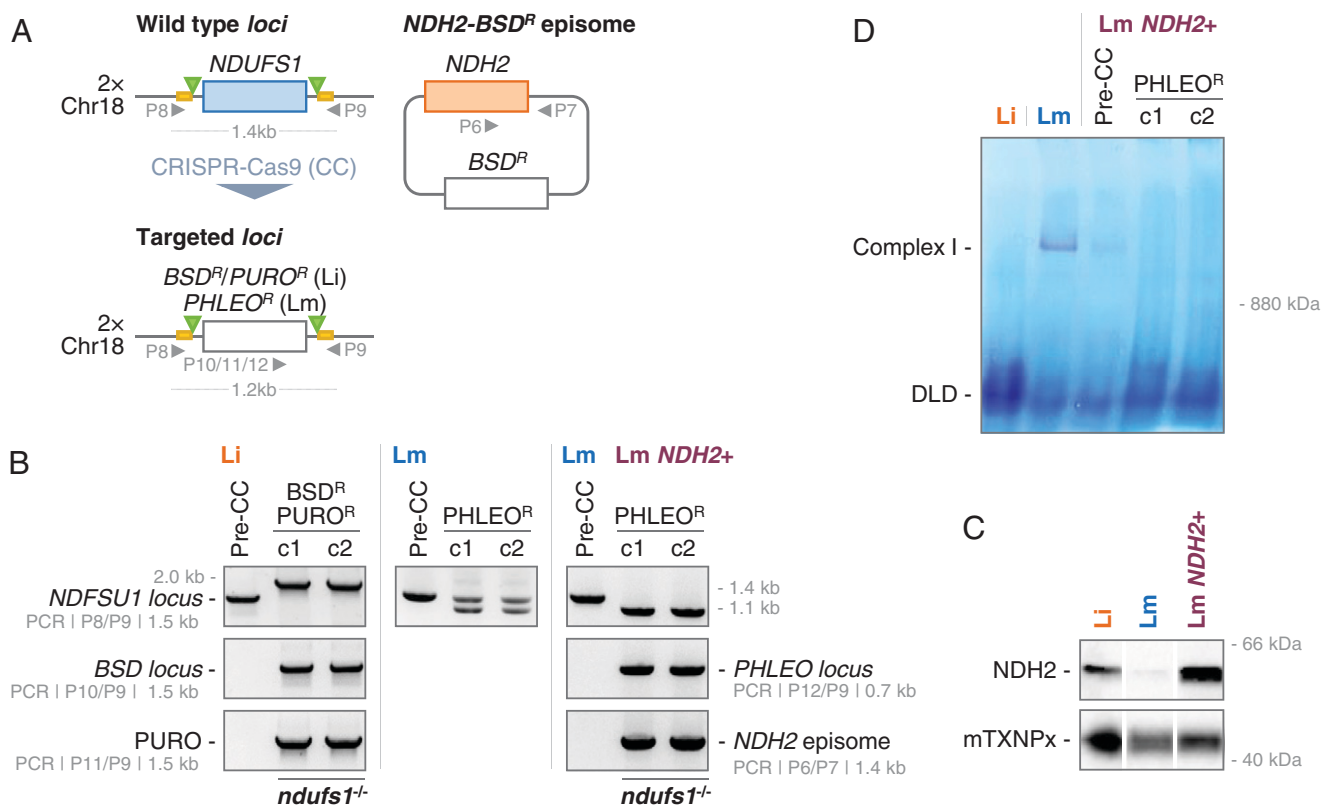 A
Wild type loci
NDH2-BSDR episome
NDUFS1
NDH2
2×
Chr18
P8
P9
1.4kb
P6
P7
CRISPR-Cas9 (CC)
BSDR
Targeted loci
BSDR/PUROR (Li)
PHLEOR (Lm)
2×
Chr18
P8
P9
P10/11/12
1.2kb
B
Li
Lm
Lm
Lm NDH2+
Pre-CC
BSDR
PUROR
c1 c2
Pre-CC
PHLEOR
c1 c2
Pre-CC
PHLEOR
c1 c2
2.0 kb -
NDFSU1 locus -
PCR | P8/P9 | 1.5 kb
- 1.4 kb
- 1.1 kb
BSD locus -
PCR | P10/P9 | 1.5 kb
- PHLEO locus
PCR | P12/P9 | 0.7 kb
PURO -
PCR | P11/P9 | 1.5 kb
- NDH2 episome
PCR | P6/P7 | 1.4 kb
ndufs1-/-
ndufs1-/-
D
Lm NDH2+
Li
Lm
Pre-CC
PHLEOR
c1 c2
Complex I -
- 880 kDa
DLD -
C
Li
Lm
Lm NDH2+
- 66 kDa
NDH2 -
mTXNPx -
- 40 kDa